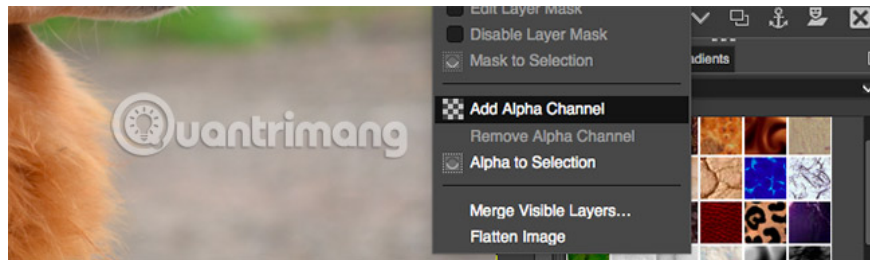 Edit Layer Mask
Disable Layer Mask
Mask to Selection
Add Alpha Channel
Remove Alpha Channel
Alpha to Selection
Merge Visible Layers...
Flatten Image
Quantrimang